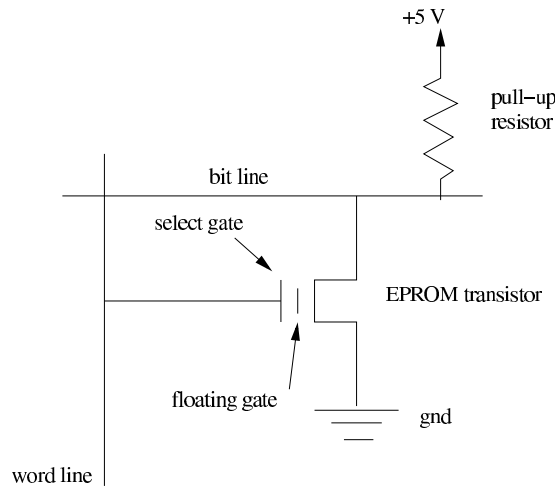 +5 V
pull-up
resistor
bit line
select gate
EPROM transistor
floating gate
gnd
word line